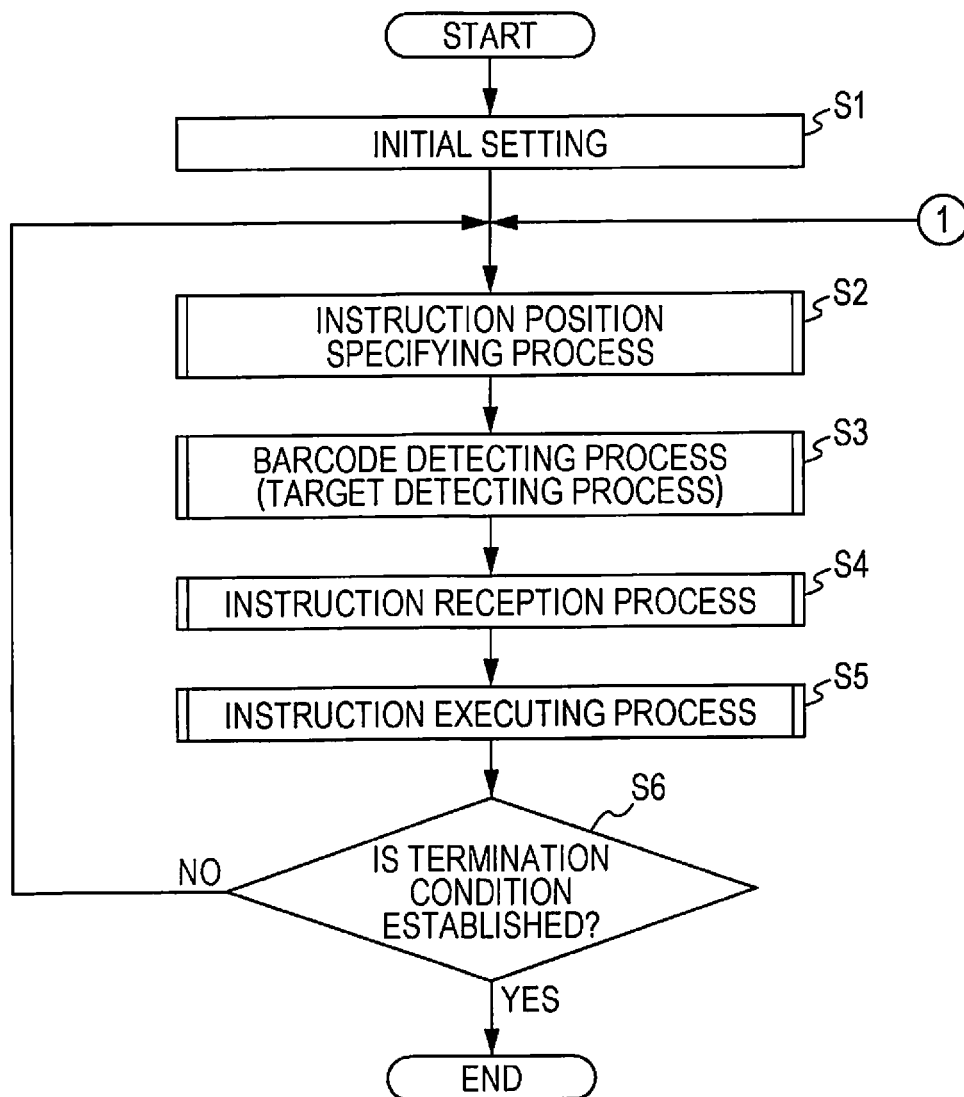 START
S1
INITIAL SETTING
1
S2
INSTRUCTION POSITION
SPECIFYING PROCESS
S3
BARCODE DETECTING PROCESS
(TARGET DETECTING PROCESS)
S4
INSTRUCTION RECEPTION PROCESS
S5
INSTRUCTION EXECUTING PROCESS
S6
IS TERMINATION
CONDITION
ESTABLISHED?
NO
YES
END